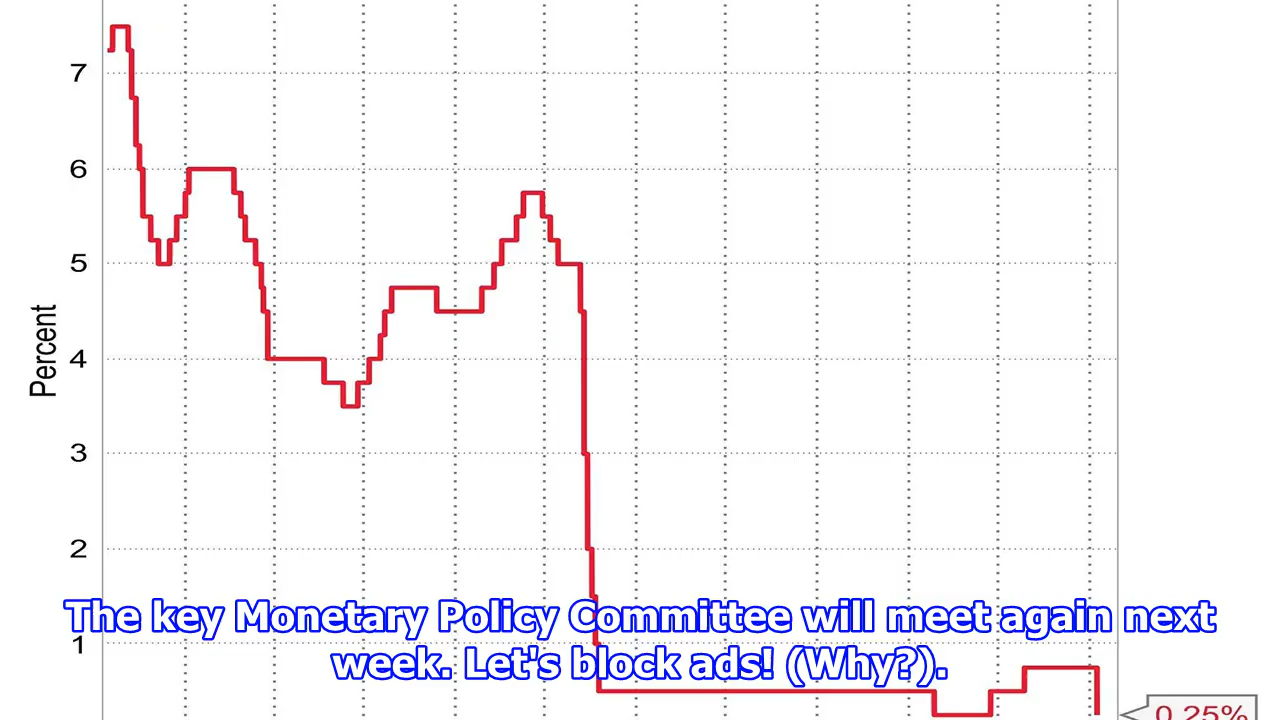 7
6
5
4
3
2
1
Percent
The key Monetary Policy Committee will meet again next
week. Let's block ads! (Why?).
0.25%